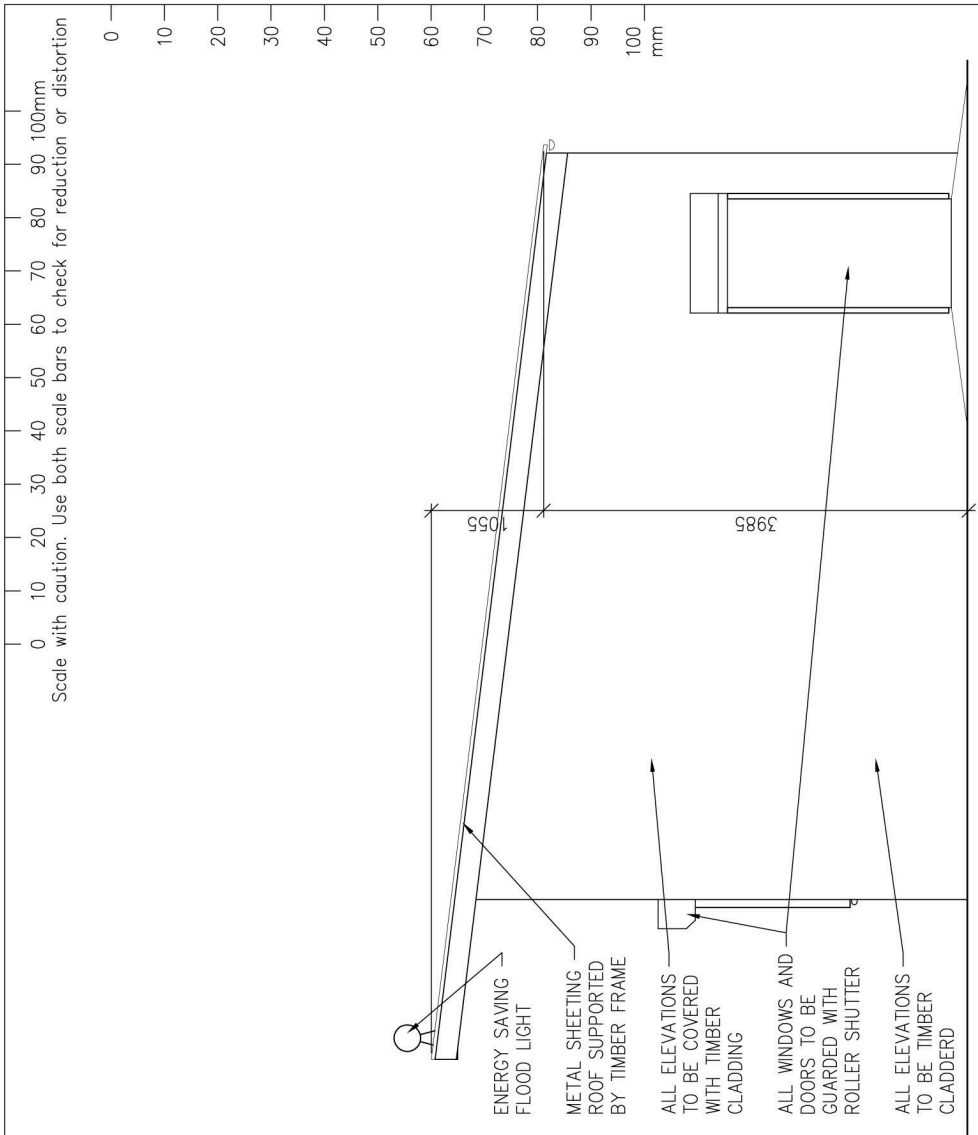 0 10 20 30 40 50 60 70 80 90 100mm
Scale with caution. Use both scale bars to check for reduction or distortion
0
10
20
30
40
50
60
70
80
90
100
mm
1055
3985
ENERGY SAVING
FLOOD LIGHT
METAL SHEETING
ROOF SUPPORTED
BY TIMBER FRAME
ALL ELEVATIONS
TO BE COVERED
WITH TIMBER
CLADDING
ALL WINDOWS AND
DOORS TO BE
GUARDED WITH
ROLLER SHUTTER
ALL ELEVATIONS
TO BE TIMBER
CLADDERD